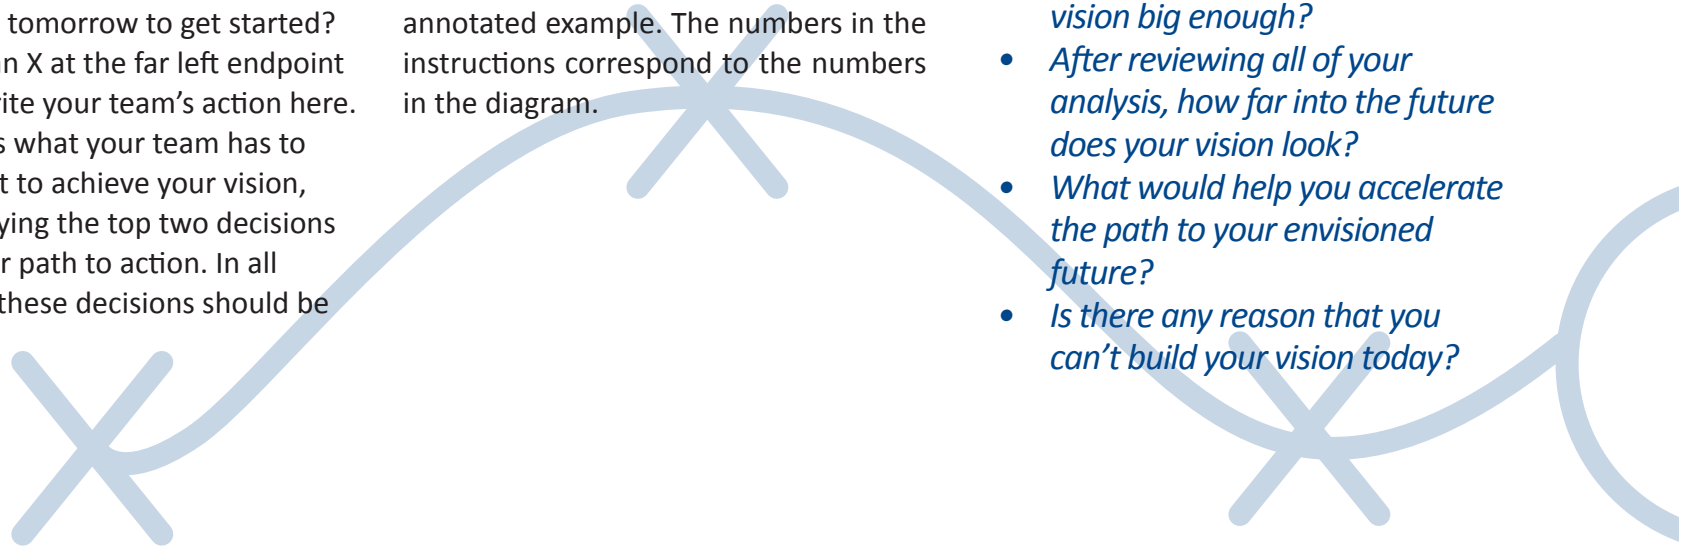 tomorrow to get started?
n X at the far left endpoint
rite your team's action here.
s what your team has to
t to achieve your vision,
ying the top two decisions
r path to action. In all
these decisions should be
annotated example. The numbers in the
instructions correspond to the numbers
in the diagram.
vision big enough?
• After reviewing all of your
analysis, how far into the future
does your vision look?
• What would help you accelerate
the path to your envisioned
future?
• Is there any reason that you
can't build your vision today?